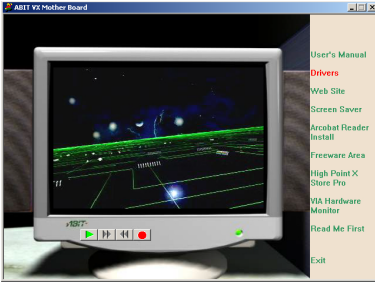 ABIT VX Mother Board
User's Manual
Drivers
Web Site
Screen Saver
Arcobat Reader
Install
Freeware Area
High Point X
Store Pro
VIA Hardware
Monitor
Read Me First
Exit
ABIT